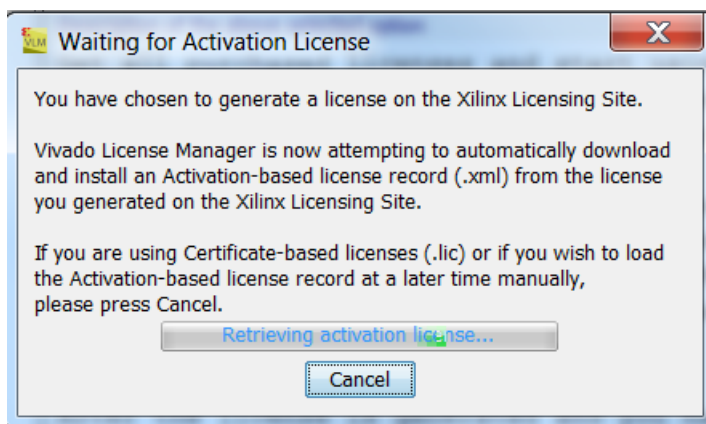 VLM Waiting for Activation License
You have chosen to generate a license on the Xilinx Licensing Site.
Vivado License Manager is now attempting to automatically download
and install an Activation-based license record (.xml) from the license
you generated on the Xilinx Licensing Site.
If you are using Certificate-based licenses (.lic) or if you wish to load
the Activation-based license record at a later time manually,
please press Cancel.
Retrieving activation license...
Cancel